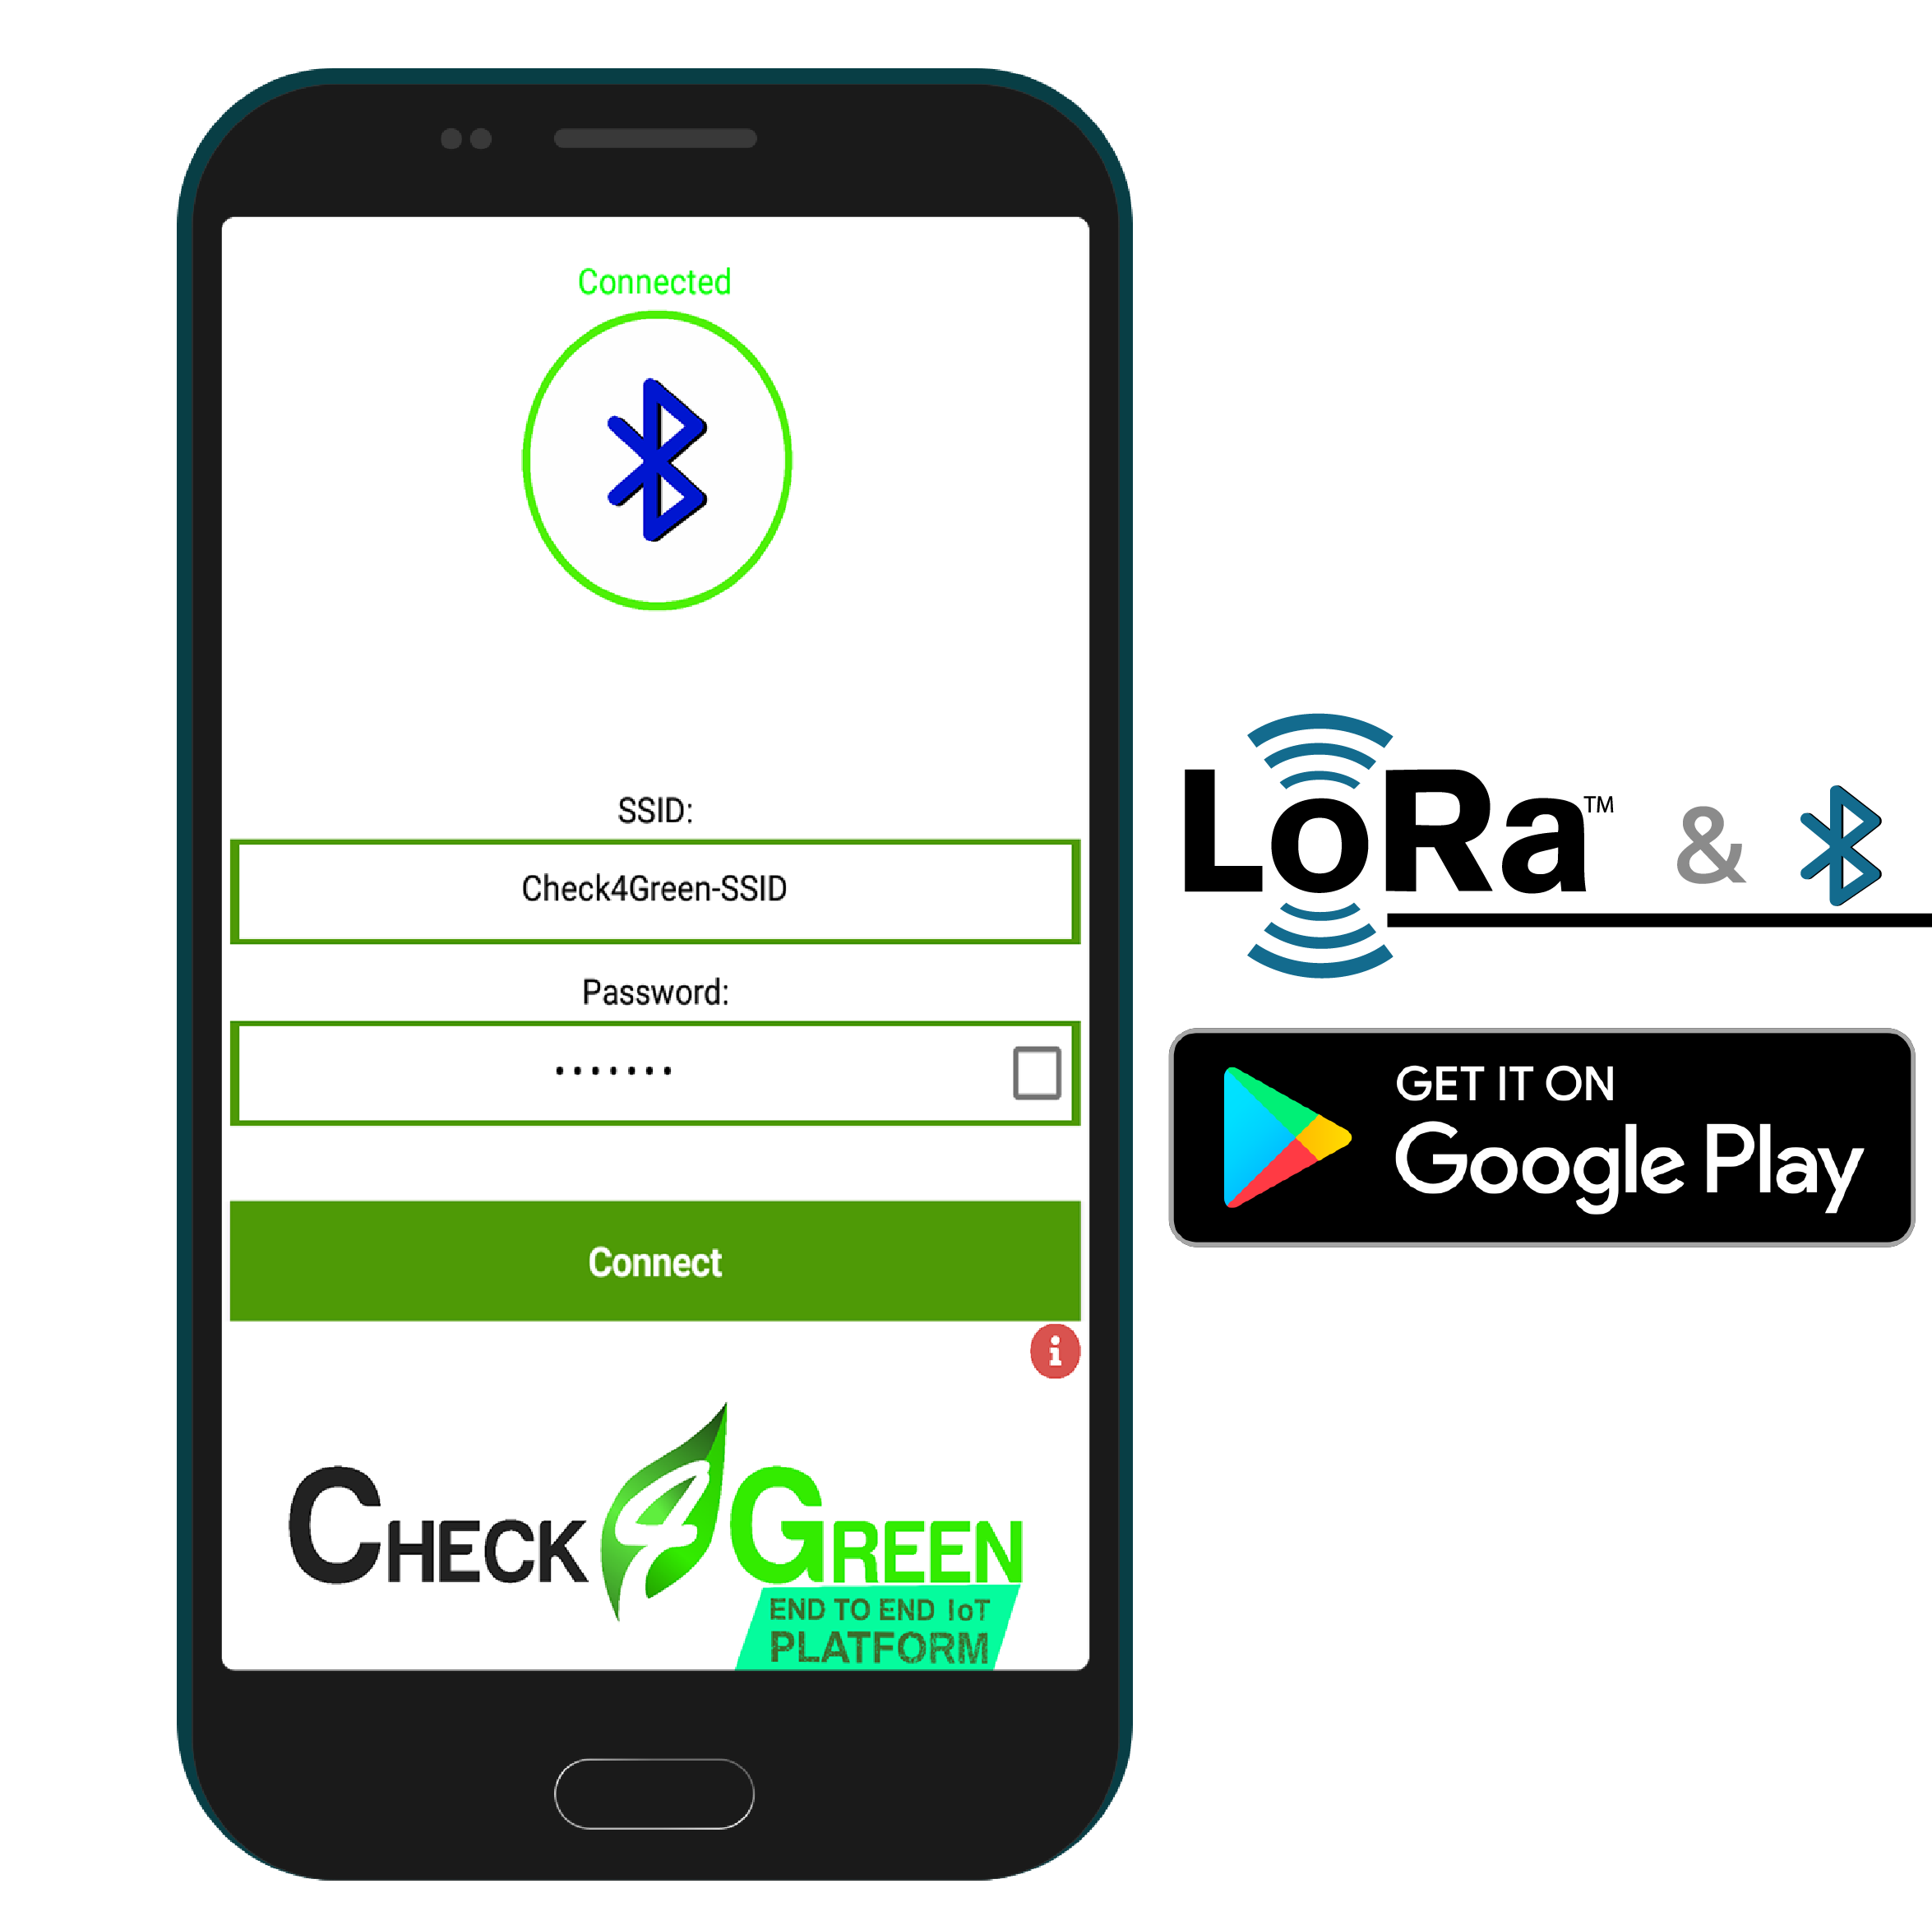 Connected
SSID:
Check4Green-SSID
Password:
•••••••
Connect
CHECK4GREEN
END TO END IoT
PLATFORM
LoRa™ &
GET IT ON
Google Play